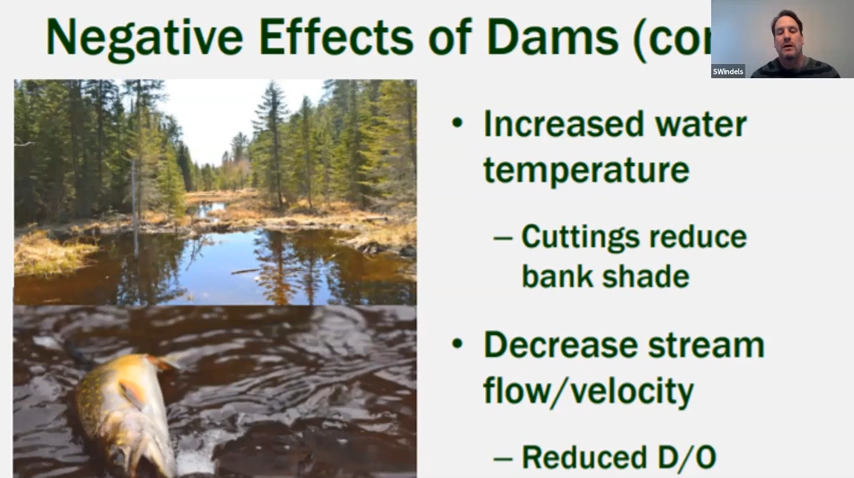 Negative Effects of Dams (co
SWindels
• Increased water
temperature
– Cuttings reduce
bank shade
• Decrease stream
flow/velocity
– Reduced D/O